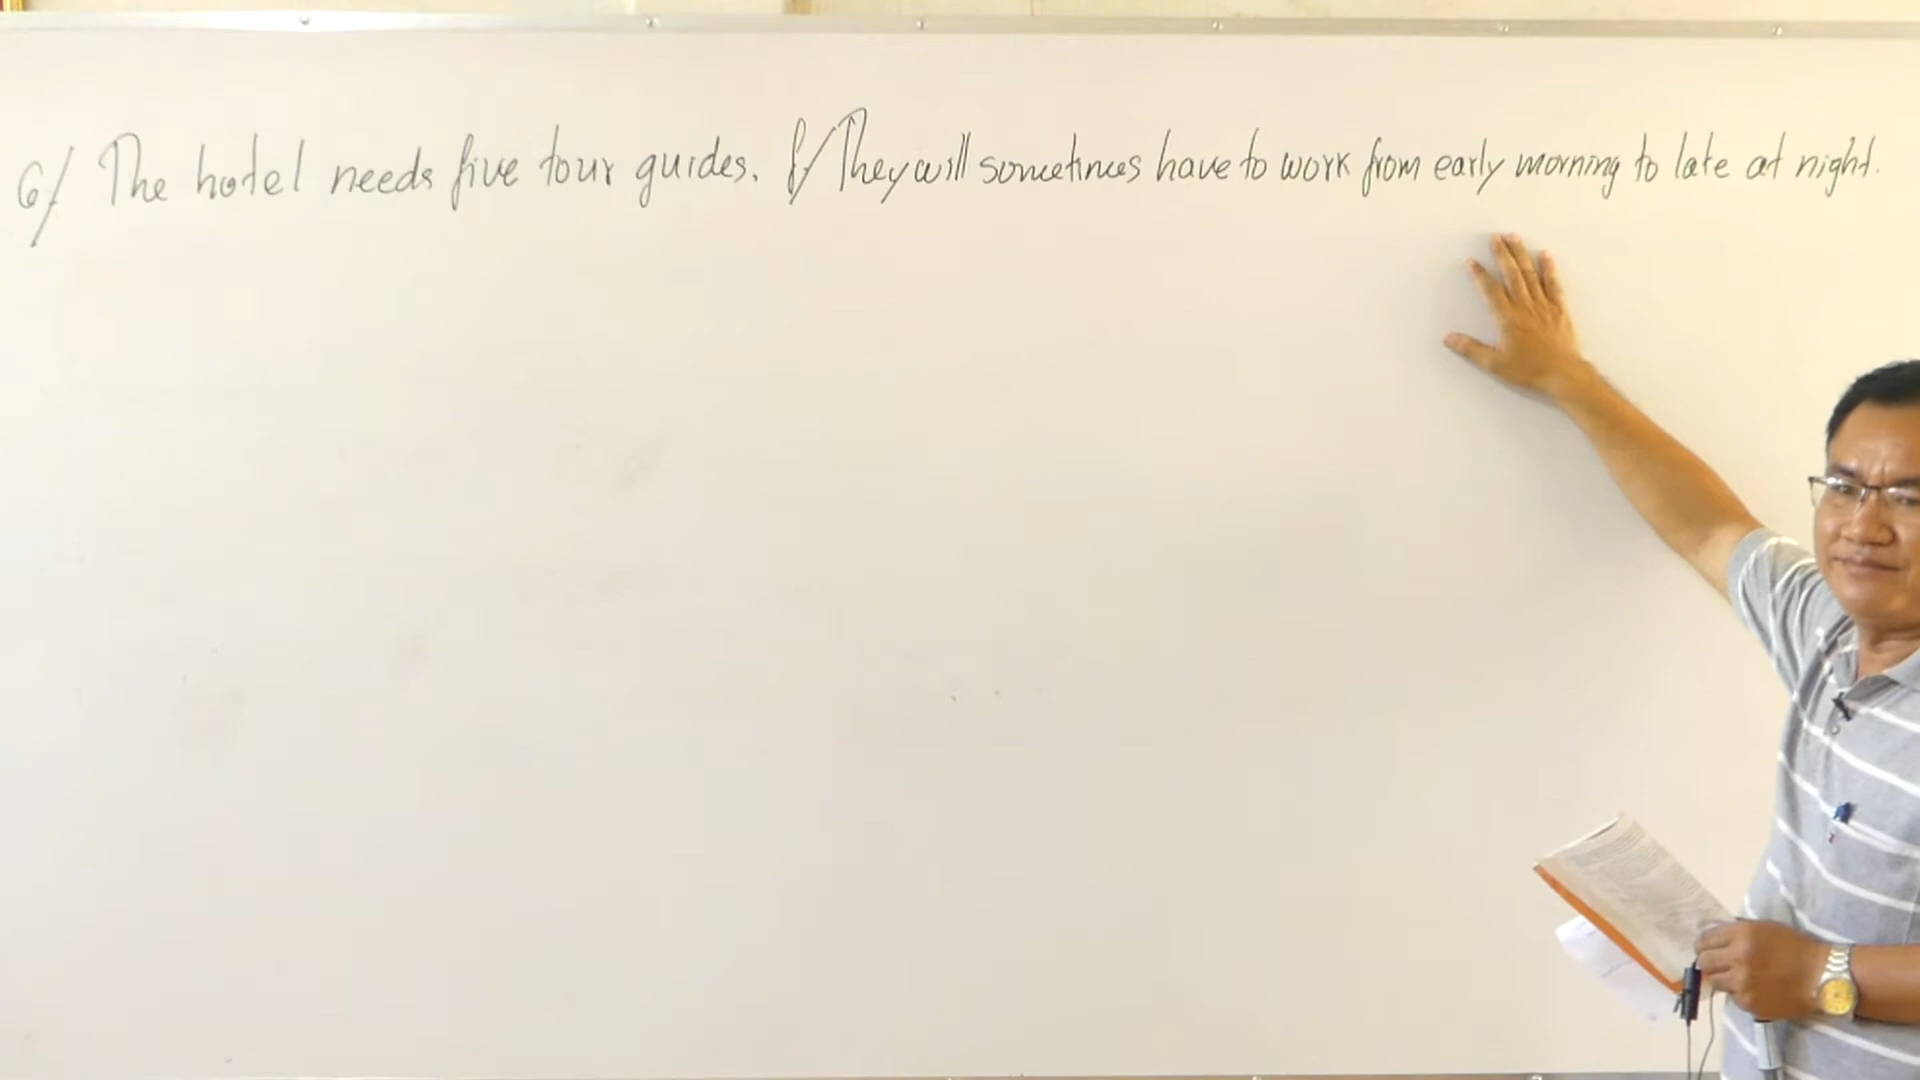 6/ The hotel needs five tour guides. f/ They will sometimes have to work from early morning to late at night.